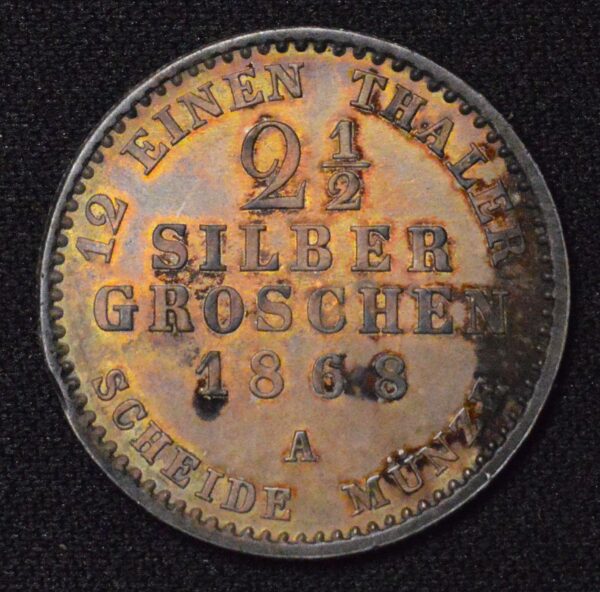 12 EINEN THALER
2 1/2
SILBER
GROSCHEN
1868
A
SCHEIDE MÜNZE